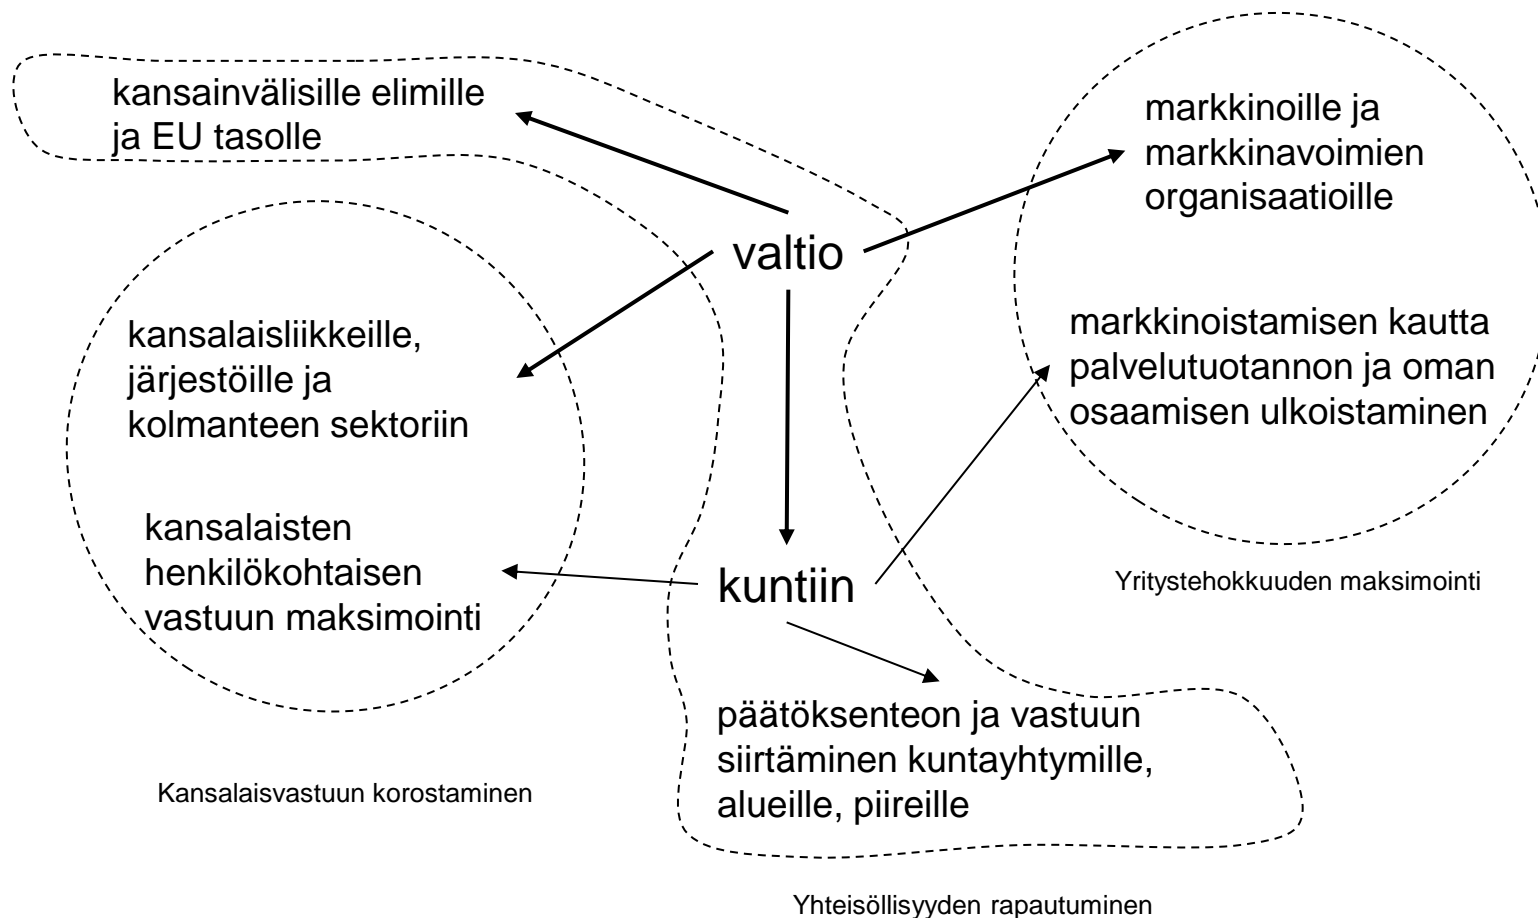 kansainvälisille elimille
ja EU tasolle
markkinoille ja
markkinavoimien
organisaatioille
valtio
kansalaisliikkeille,
järjestöille ja
kolmanteen sektoriin
markkinoistamisen kautta
palvelutuotannon ja oman
osaamisen ulkoistaminen
kansalaisten
henkilökohtaisen
vastuun maksimointi
kuntiin
Yritystehokkuuden maksimointi
päätöksenteon ja vastuun
siirtäminen kuntayhtymille,
alueille, piireille
Kansalaisvastuun korostaminen
Yhteisöllisyyden rapautuminen